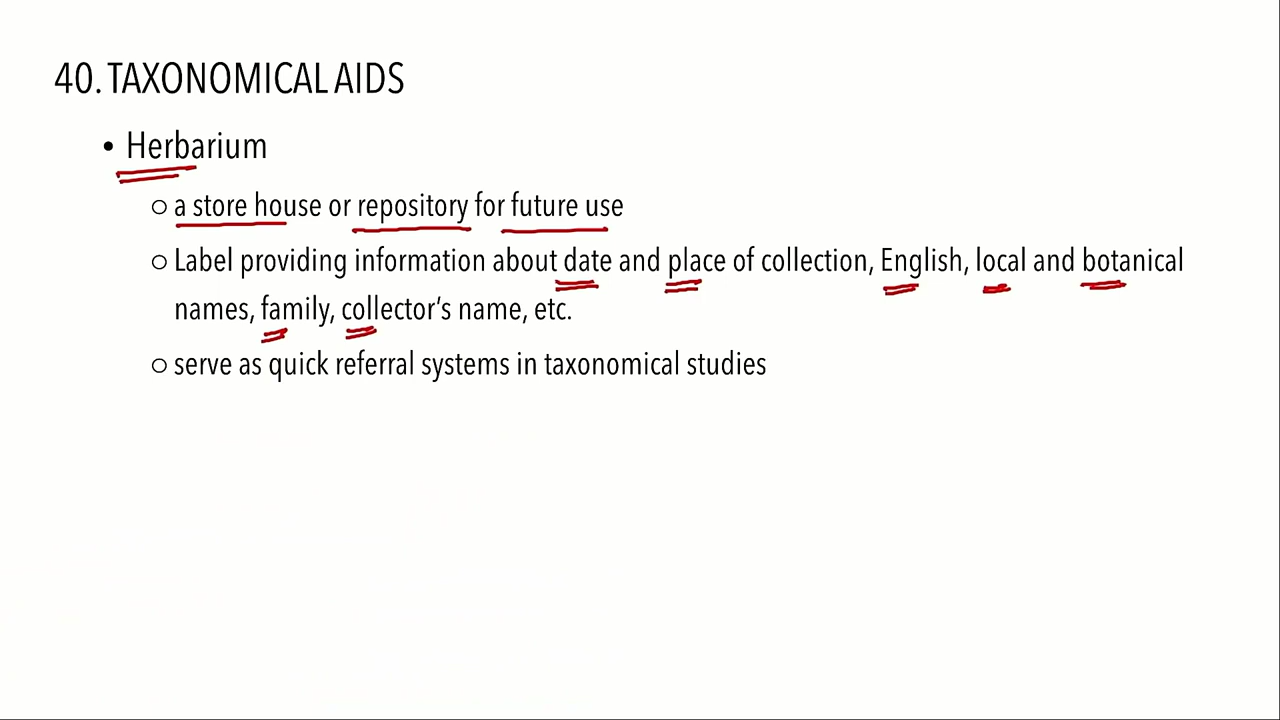 40. TAXONOMICAL AIDS
• Herbarium
○ a store house or repository for future use
○ Label providing information about date and place of collection, English, local and botanical
names, family, collector’s name, etc.
○ serve as quick referral systems in taxonomical studies